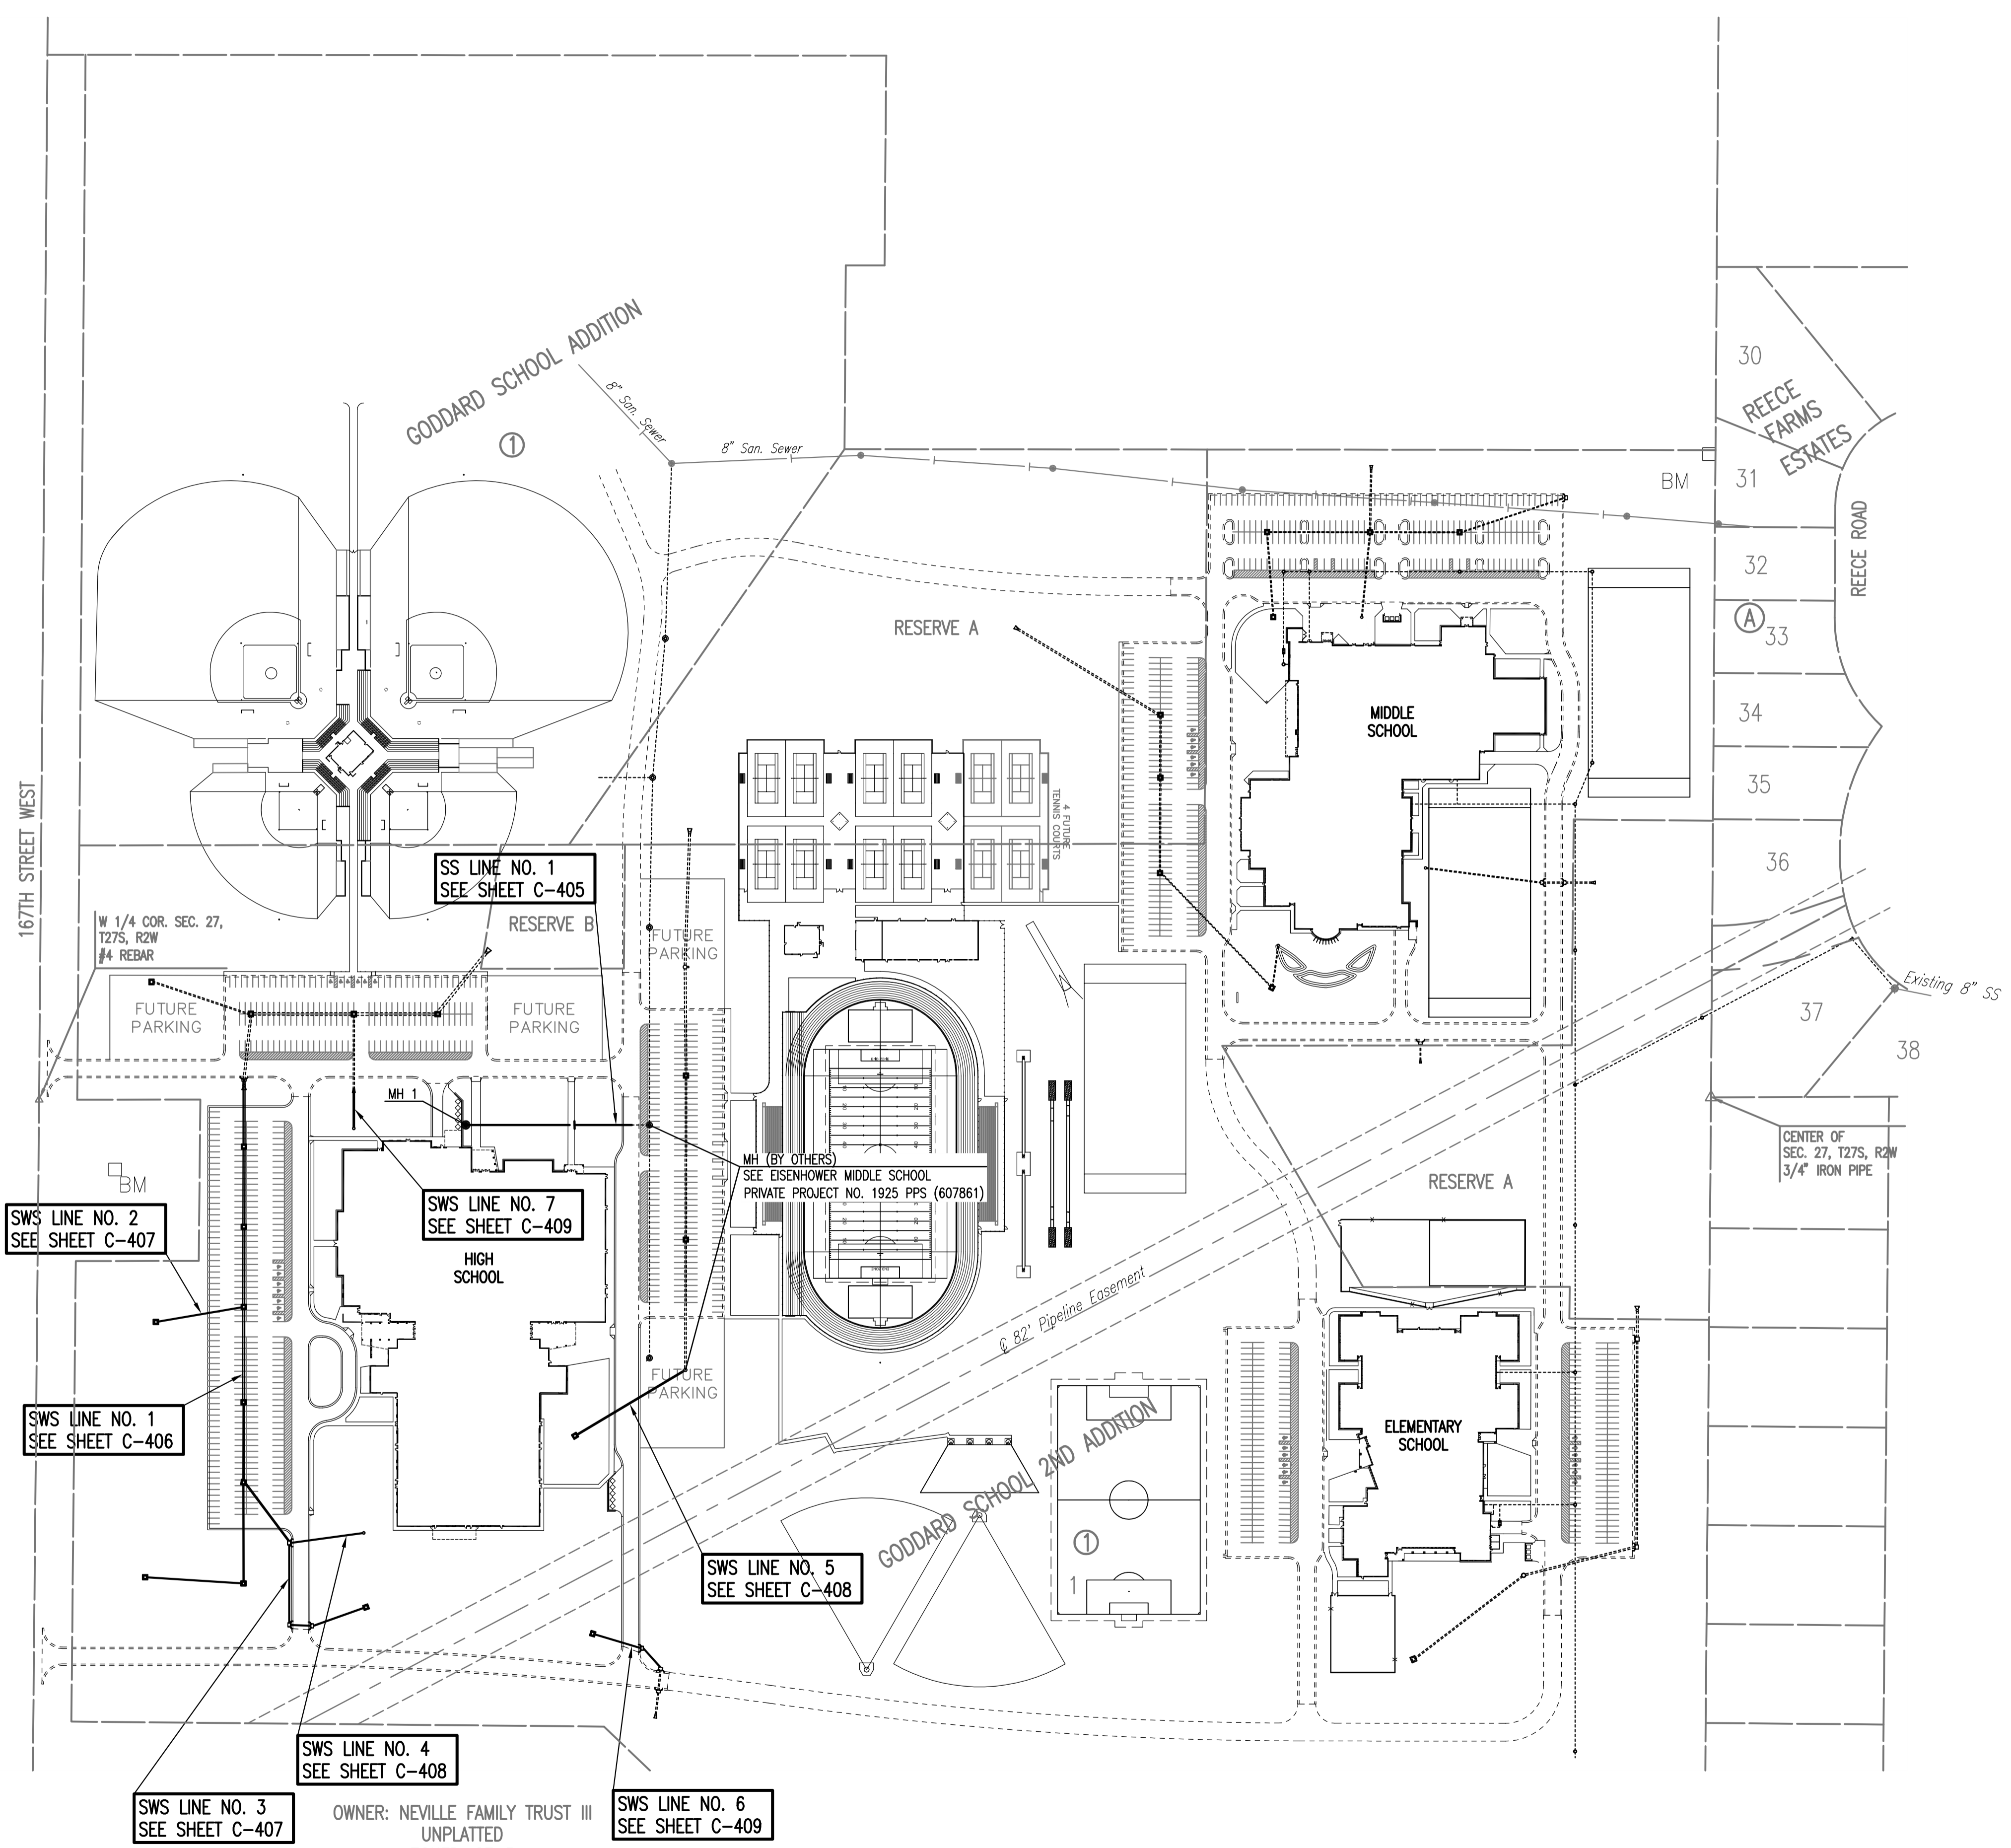 GODDARD SCHOOL ADDITION
1
8" San. Sewer
8" San. Sewer
30
REECE
FARMS
ESTATES
31
BM
32
REECE ROAD
A
33
34
35
36
37
38
Existing 8" SS
RESERVE A
MIDDLE
SCHOOL
4 FUTURE
TENNIS COURTS
167TH STREET WEST
SS LINE NO. 1
SEE SHEET C-405
RESERVE B
W 1/4 COR. SEC. 27,
T27S, R2W
#4 REBAR
FUTURE
PARKING
FUTURE
PARKING
FUTURE
PARKING
MH 1
MH (BY OTHERS)
SEE EISENHOWER MIDDLE SCHOOL
PRIVATE PROJECT NO. 1925 PPS (607861)
CENTER OF
SEC. 27, T27S, R2W
3/4" IRON PIPE
BM
SWS LINE NO. 2
SEE SHEET C-407
SWS LINE NO. 7
SEE SHEET C-409
HIGH
SCHOOL
RESERVE A
℄ 82' Pipeline Easement
FUTURE
PARKING
SWS LINE NO. 1
SEE SHEET C-406
ELEMENTARY
SCHOOL
GODDARD SCHOOL 2ND ADDITION
1
1
SWS LINE NO. 5
SEE SHEET C-408
SWS LINE NO. 4
SEE SHEET C-408
SWS LINE NO. 3
SEE SHEET C-407
OWNER: NEVILLE FAMILY TRUST III
UNPLATTED
SWS LINE NO. 6
SEE SHEET C-409